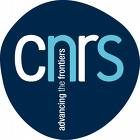 cnrs
advancing the frontiers